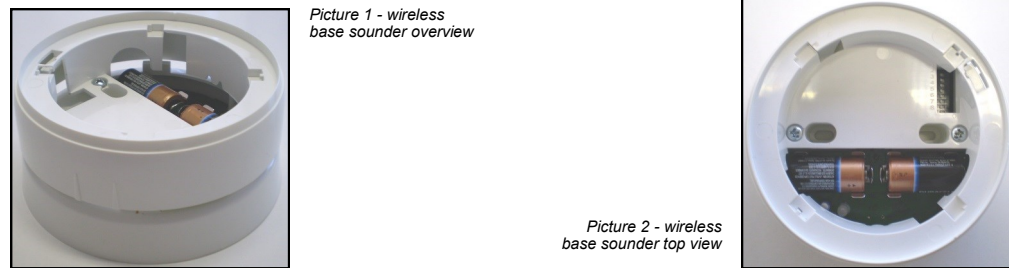 Picture 1 - wireless
base sounder overview
Picture 2 - wireless
base sounder top view